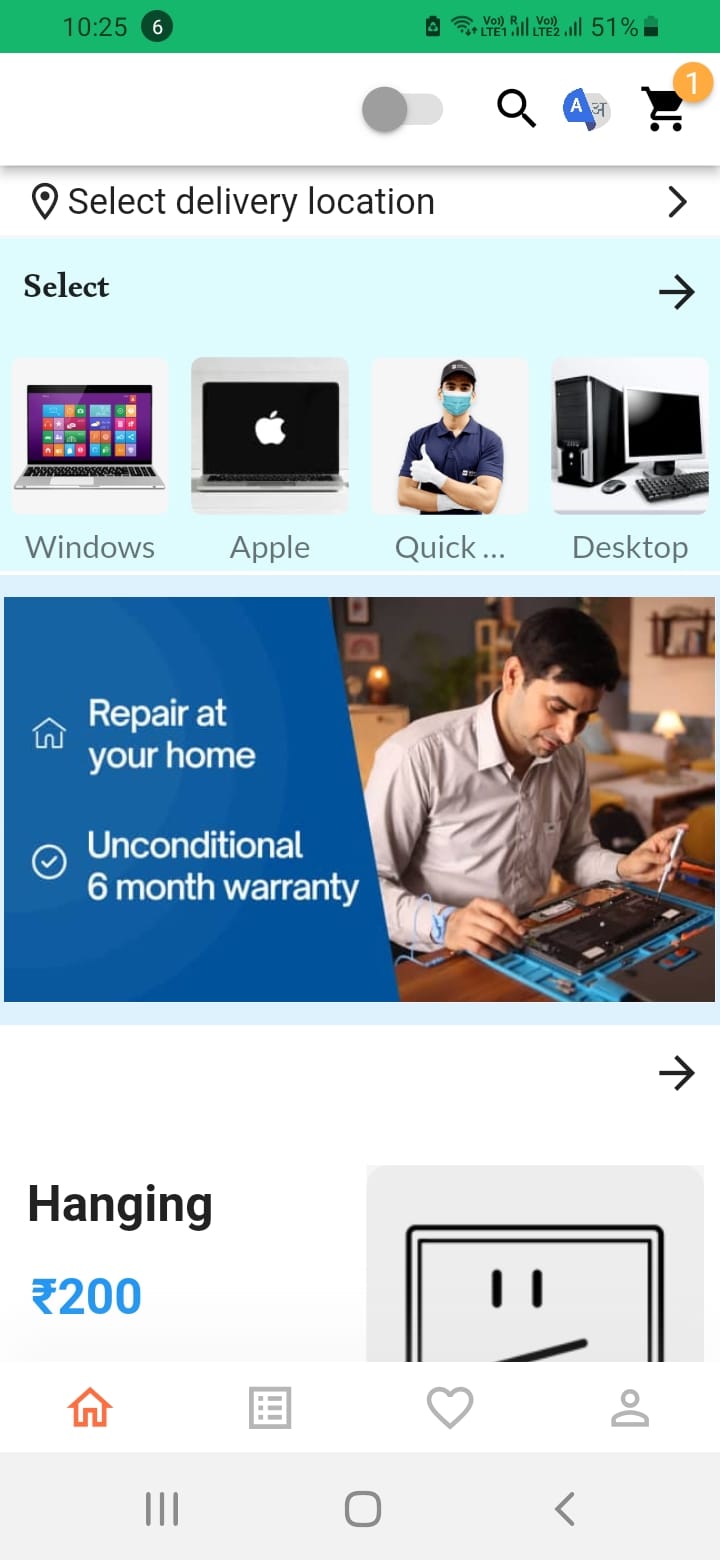 10:25 6 Vo)) R Vo)) 51%
LTE1 LTE2
1
A अ
Select delivery location
Select
Windows Apple Quick ... Desktop
Repair at
your home
Unconditional
6 month warranty
Hanging
₹200